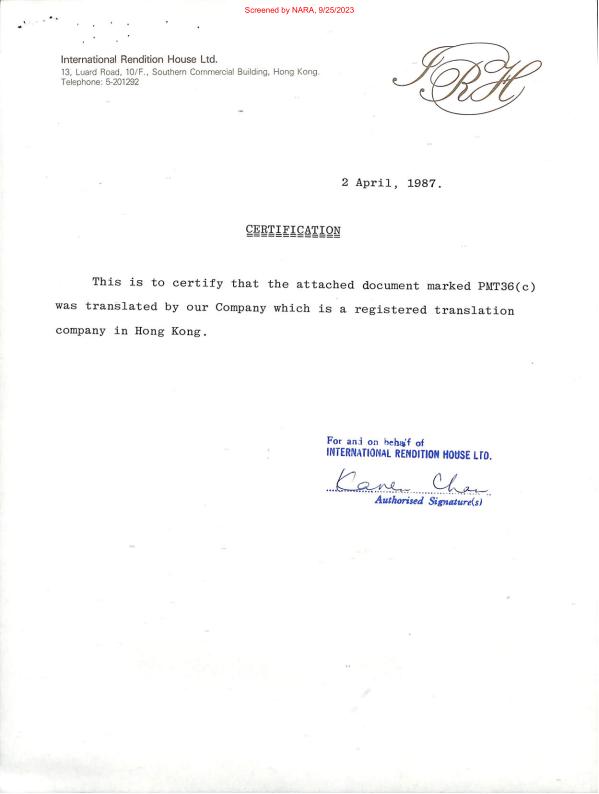 Screened by NARA, 9/25/2023
International Rendition House Ltd.
13, Luard Road, 10/F., Southern Commercial Building, Hong Kong.
Telephone: 5-201292
IRH
2 April, 1987.
CERTIFICATION
This is to certify that the attached document marked PMT36(c)
was translated by our Company which is a registered translation
company in Hong Kong.
For and on behalf of
INTERNATIONAL RENDITION HOUSE LTD.
Karen Chan
Authorised Signature(s)